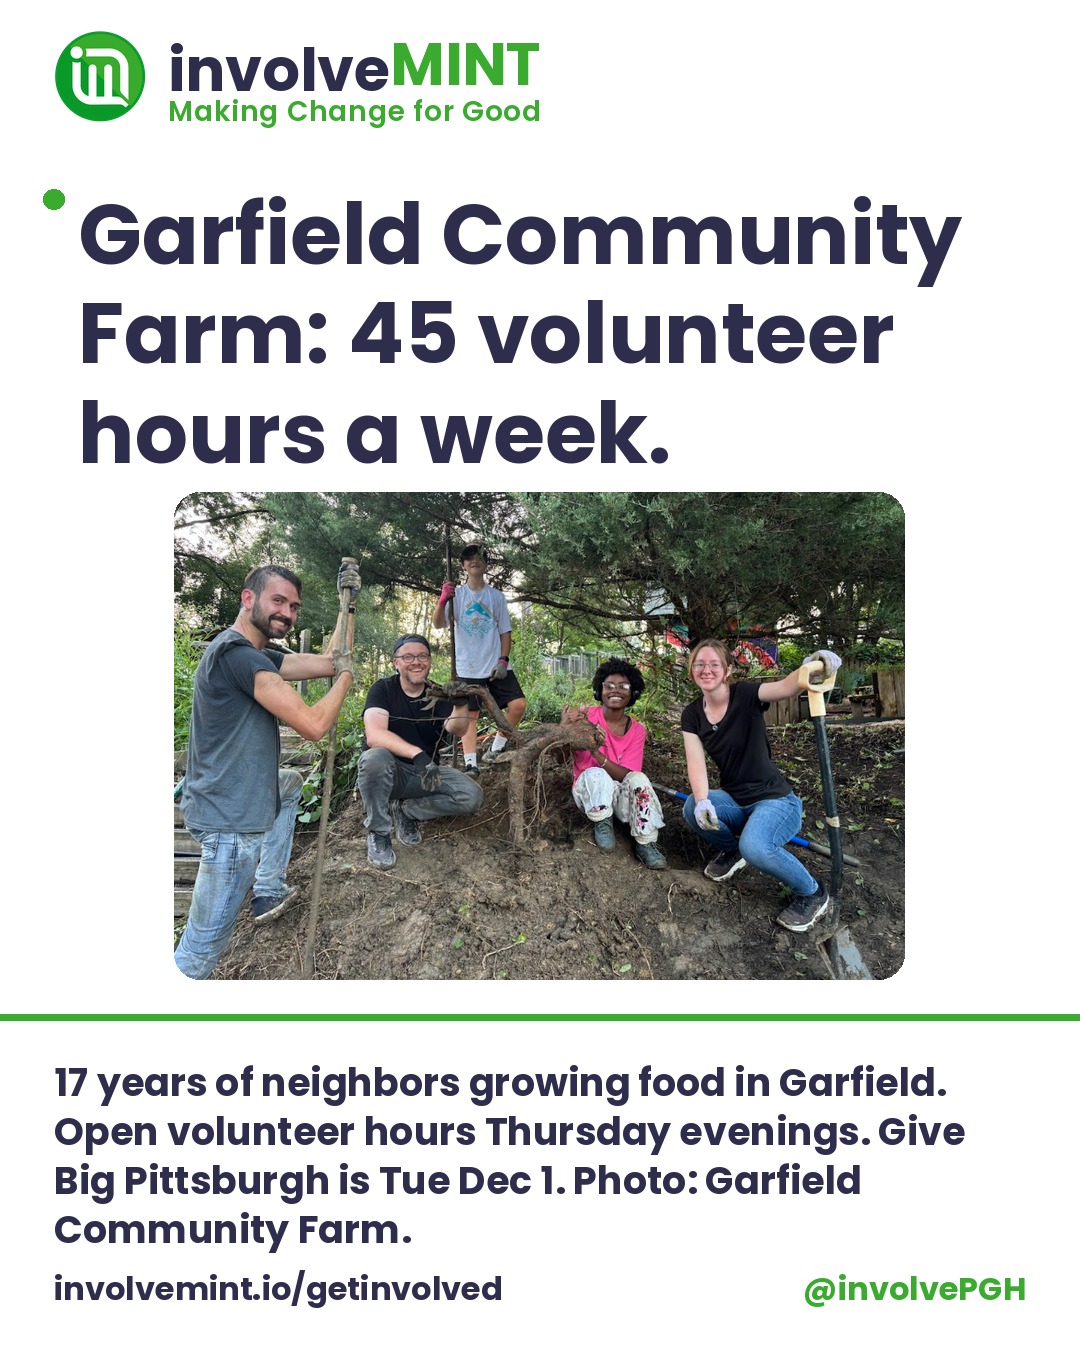 involveMINT
Making Change for Good
Garfield Community
Farm: 45 volunteer
hours a week.
17 years of neighbors growing food in Garfield.
Open volunteer hours Thursday evenings. Give
Big Pittsburgh is Tue Dec 1. Photo: Garfield
Community Farm.
involvemint.io/getinvolved
@involvePGH